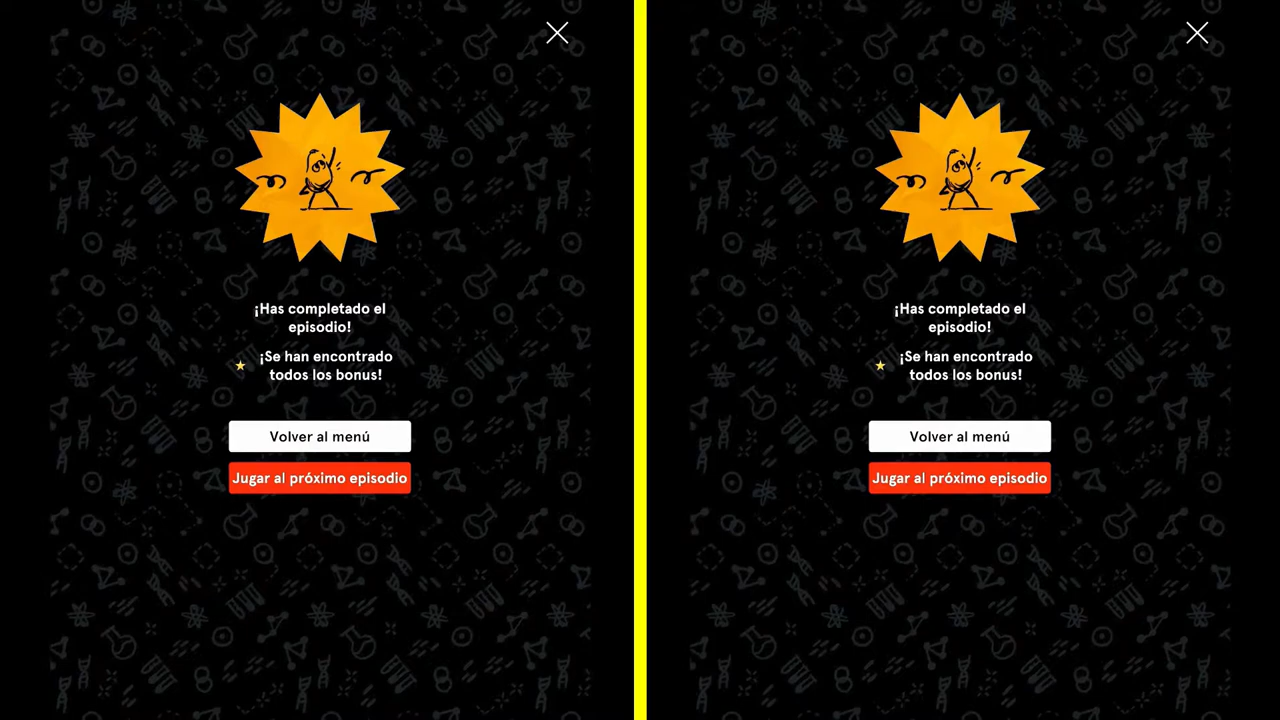 ¡Has completado el
episodio!
¡Se han encontrado
todos los bonus!
Volver al menú
Jugar al próximo episodio
¡Has completado el
episodio!
¡Se han encontrado
todos los bonus!
Volver al menú
Jugar al próximo episodio